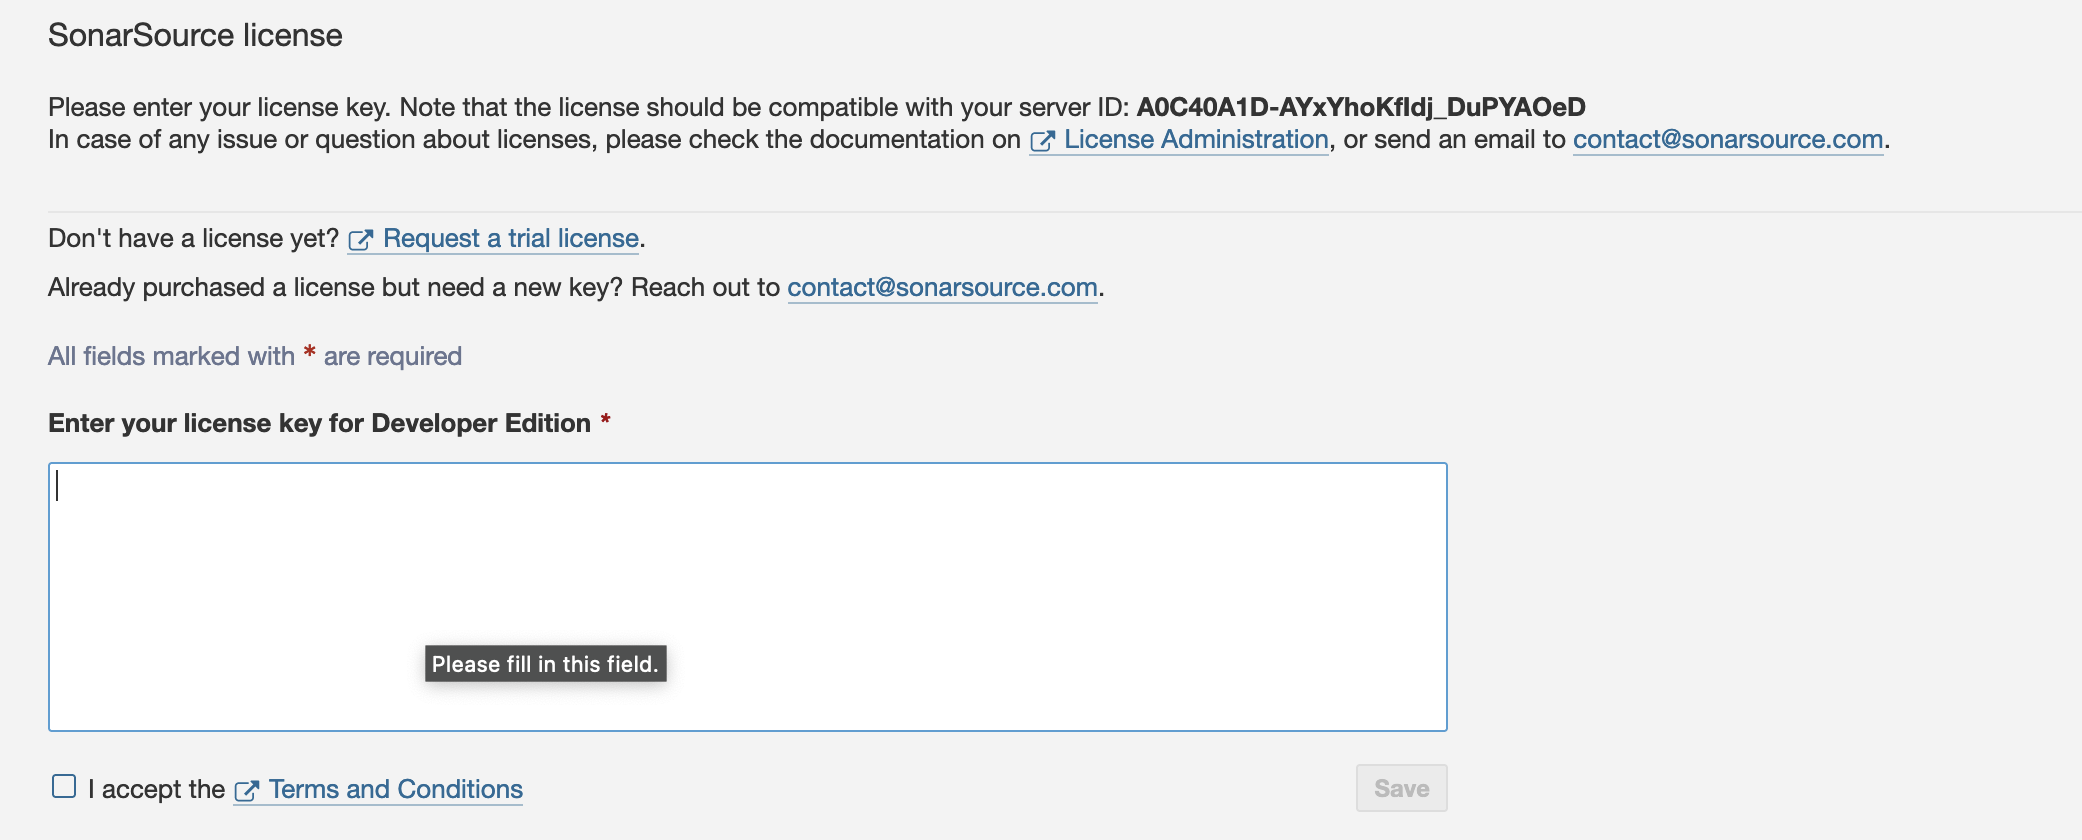 SonarSource license
Please enter your license key. Note that the license should be compatible with your server ID: A0C40A1D-AYxYhoKfldj_DuPYAOeD
In case of any issue or question about licenses, please check the documentation on License Administration, or send an email to contact@sonarsource.com.
Don't have a license yet? Request a trial license.
Already purchased a license but need a new key? Reach out to contact@sonarsource.com.
All fields marked with * are required
Enter your license key for Developer Edition *
Please fill in this field.
I accept the Terms and Conditions
Save